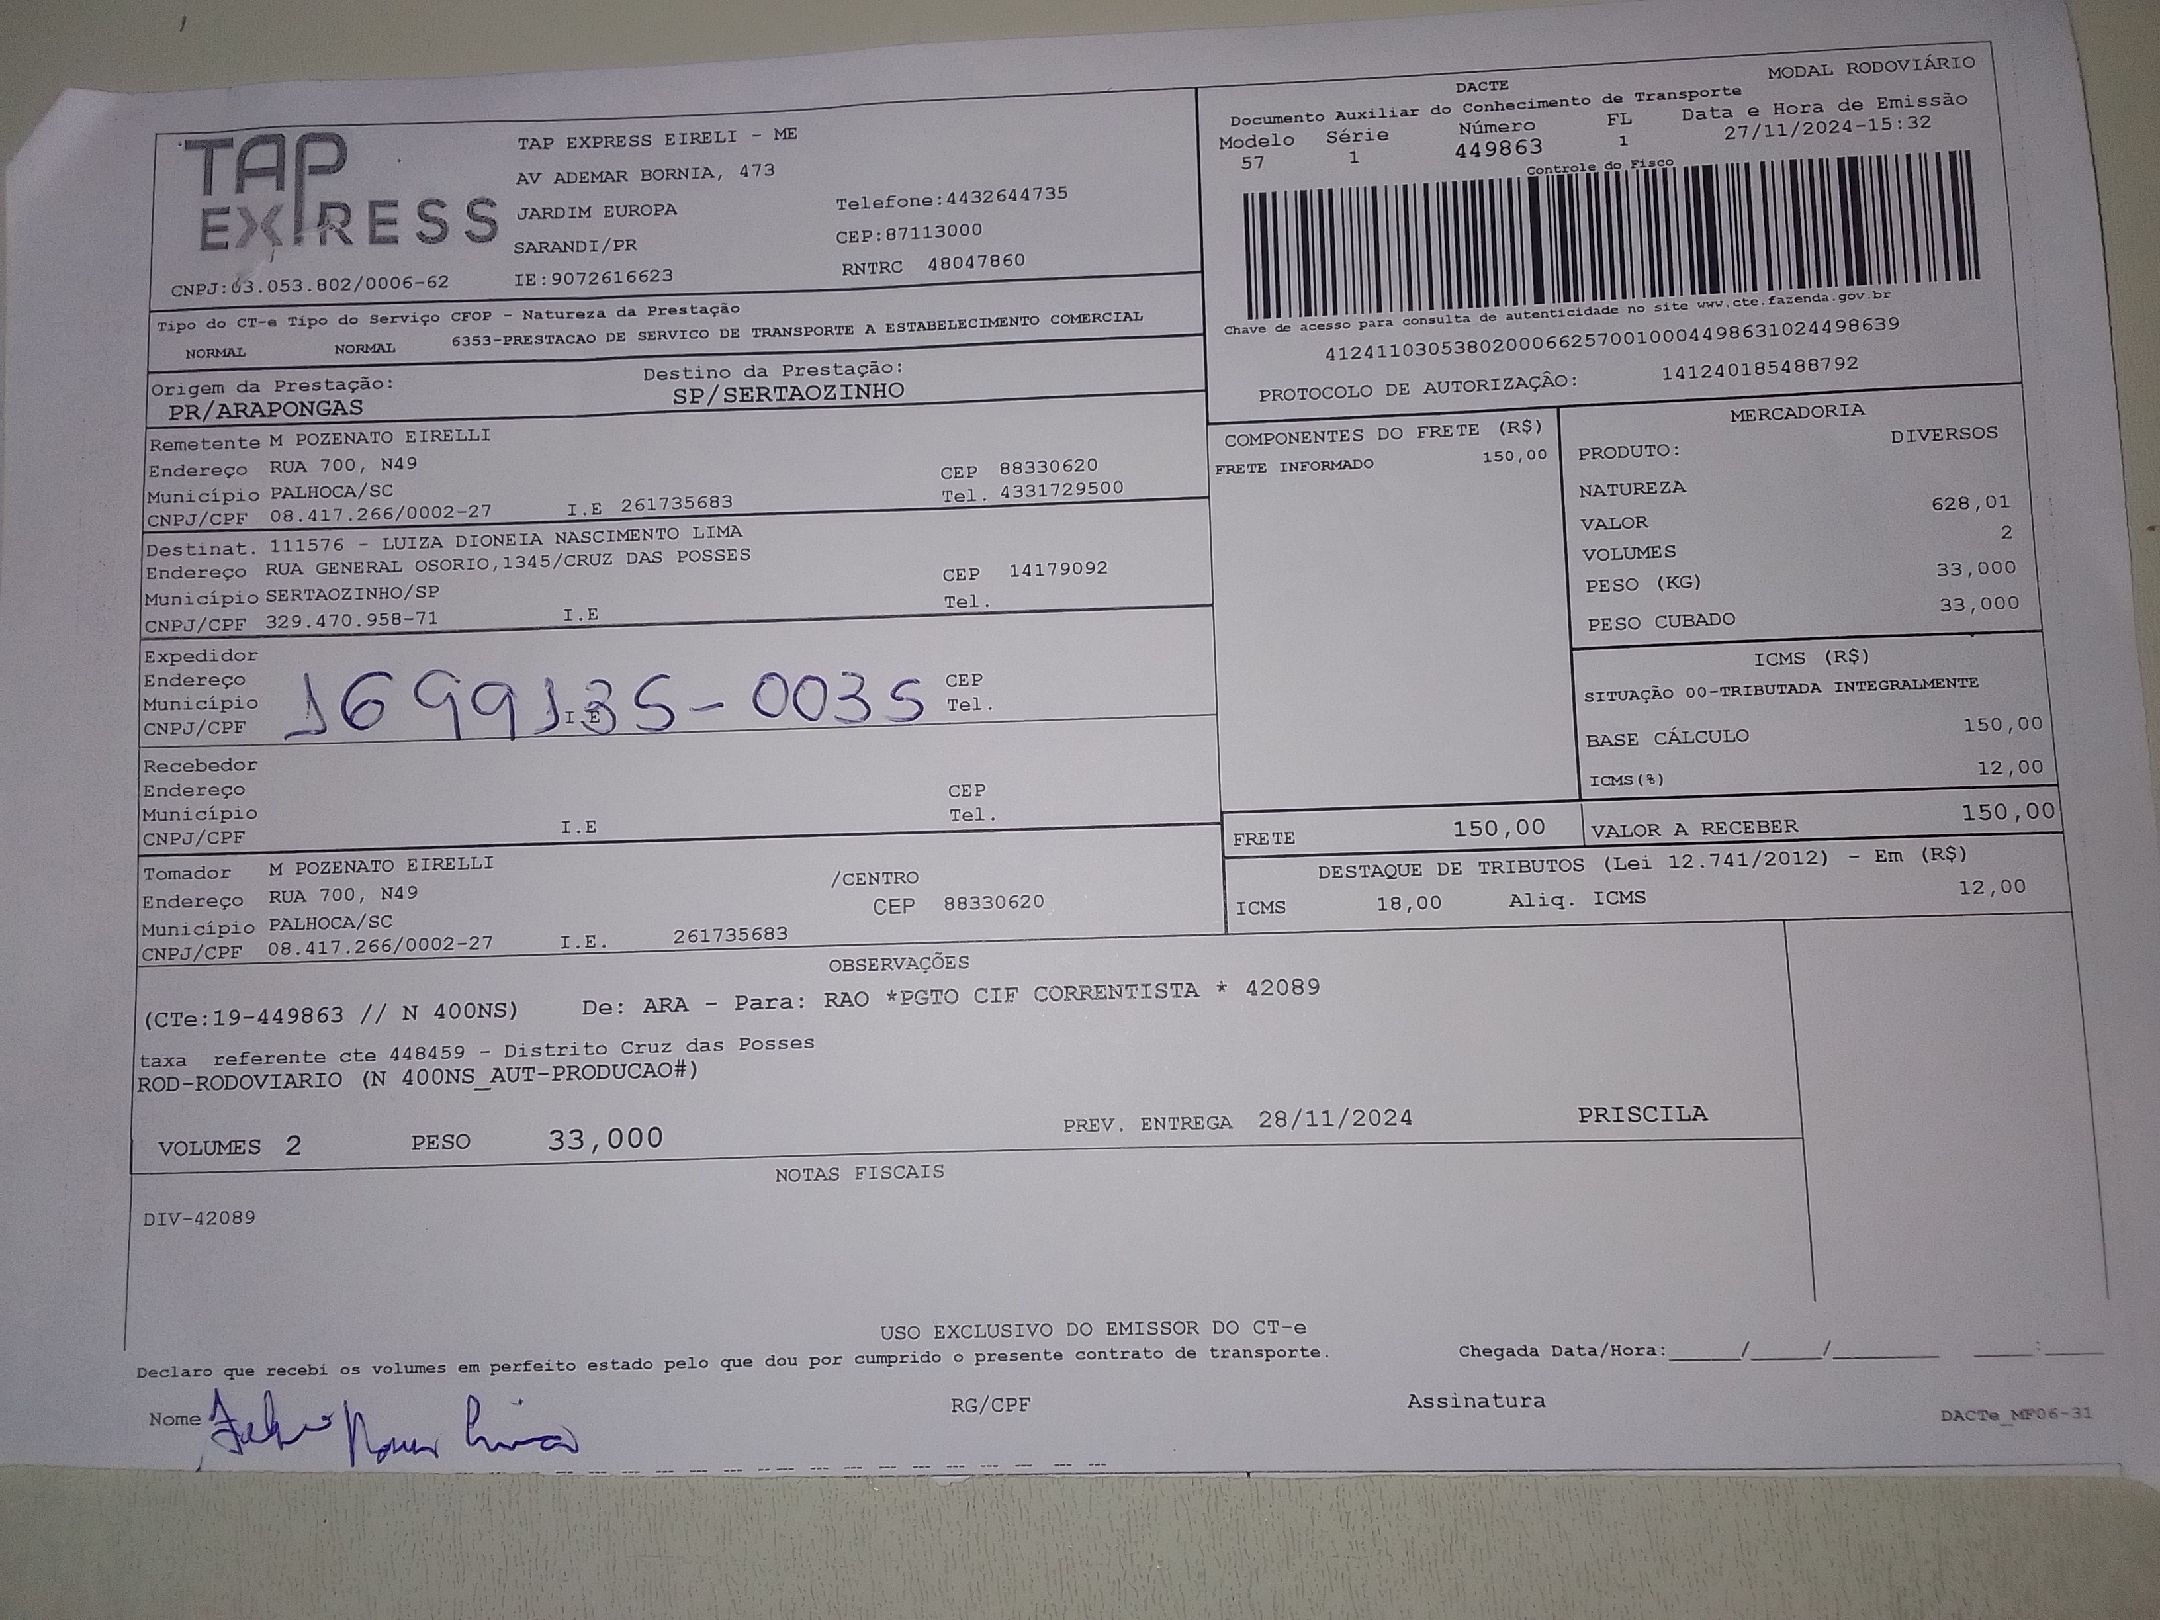 TAP
EXPRESS
CNPJ:03.053.802/0006-62
TAP EXPRESS EIRELI - ME
AV ADEMAR BORNIA, 473
JARDIM EUROPA
SARANDI/PR
IE:9072616623
Telefone:4432644735
CEP:87113000
RNTRC 48047860
DACTE
MODAL RODOVIÁRIO
Documento Auxiliar do Conhecimento de Transporte
Modelo Série Número FL Data e Hora de Emissão
57 1 449863 1 27/11/2024-15:32
Controle do Fisco
Chave de acesso para consulta de autenticidade no site www.cte.fazenda.gov.br
41241103053802000662570010004498631024498639
PROTOCOLO DE AUTORIZAÇÂO: 141240185488792
Tipo do CT-e Tipo do Serviço CFOP - Natureza da Prestação
NORMAL NORMAL 6353-PRESTACAO DE SERVICO DE TRANSPORTE A ESTABELECIMENTO COMERCIAL
Origem da Prestação: Destino da Prestação:
PR/ARAPONGAS SP/SERTAOZINHO
Remetente M POZENATO EIRELLI
Endereço RUA 700, N49 CEP 88330620
Município PALHOCA/SC Tel. 4331729500
CNPJ/CPF 08.417.266/0002-27 I.E 261735683
Destinat. 111576 - LUIZA DIONEIA NASCIMENTO LIMA
Endereço RUA GENERAL OSORIO,1345/CRUZ DAS POSSES CEP 14179092
Município SERTAOZINHO/SP Tel.
CNPJ/CPF 329.470.958-71 I.E
Expedidor
Endereço CEP
Município Tel.
CNPJ/CPF I.E
1699135-0035
Recebedor
Endereço CEP
Município Tel.
CNPJ/CPF I.E
Tomador M POZENATO EIRELLI
Endereço RUA 700, N49 /CENTRO
Município PALHOCA/SC CEP 88330620
CNPJ/CPF 08.417.266/0002-27 I.E. 261735683
COMPONENTES DO FRETE (R$)
FRETE INFORMADO 150,00
MERCADORIA
PRODUTO: DIVERSOS
NATUREZA
VALOR 628,01
VOLUMES 2
PESO (KG) 33,000
PESO CUBADO 33,000
ICMS (R$)
SITUAÇÃO 00-TRIBUTADA INTEGRALMENTE
BASE CÁLCULO 150,00
ICMS(%) 12,00
FRETE 150,00 VALOR A RECEBER 150,00
DESTAQUE DE TRIBUTOS (Lei 12.741/2012) - Em (R$)
ICMS 18,00 Aliq. ICMS 12,00
OBSERVAÇÕES
(CTe:19-449863 // N 400NS) De: ARA - Para: RAO *PGTO CIF CORRENTISTA * 42089
taxa referente cte 448459 - Distrito Cruz das Posses
ROD-RODOVIARIO (N 400NS_AUT-PRODUCAO#)
VOLUMES 2 PESO 33,000 PREV. ENTREGA 28/11/2024 PRISCILA
NOTAS FISCAIS
DIV-42089
USO EXCLUSIVO DO EMISSOR DO CT-e
Declaro que recebi os volumes em perfeito estado pelo que dou por cumprido o presente contrato de transporte.
Chegada Data/Hora:_____/_____/________ ____:____
Nome RG/CPF Assinatura
DACTe_MF06-31